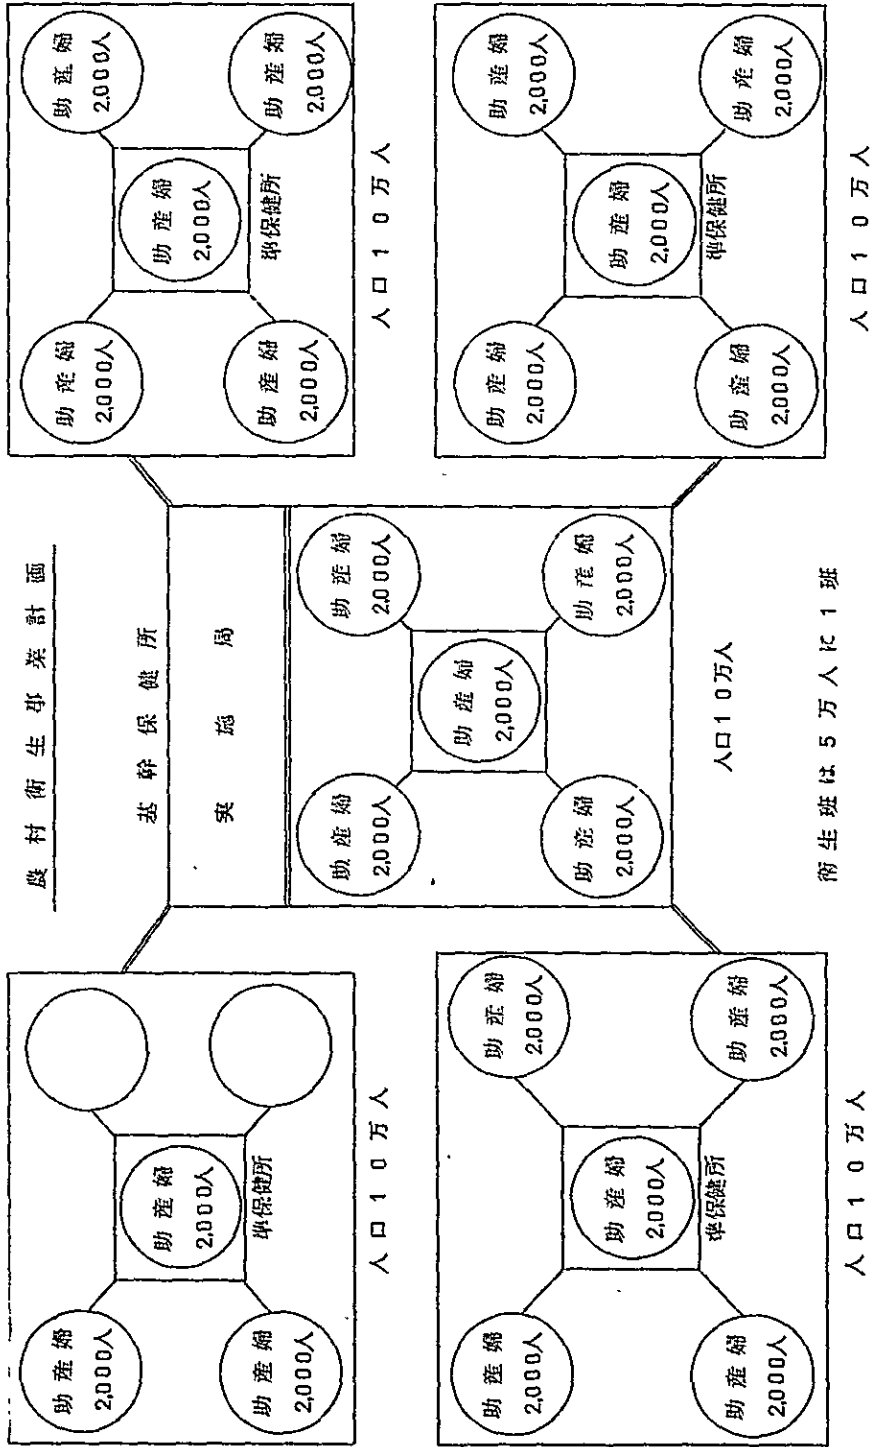 農村衛生事業計画
助産婦
2,000人
助産婦
2,000人
準保健所
助産婦
2,000人
人口10万人
助産婦
2,000人
助産婦
2,000人
助産婦
2,000人
準保健所
助産婦
2,000人
助産婦
2,000人
人口10万人
基幹保健所
実施局
助産婦
2,000人
助産婦
2,000人
助産婦
2,000人
助産婦
2,000人
助産婦
2,000人
人口10万人
助産婦
2,000人
助産婦
2,000人
助産婦
2,000人
準保健所
助産婦
2,000人
助産婦
2,000人
人口10万人
助産婦
2,000人
助産婦
2,000人
助産婦
2,000人
準保健所
助産婦
2,000人
助産婦
2,000人
人口10万人
衛生班は5万人に1班